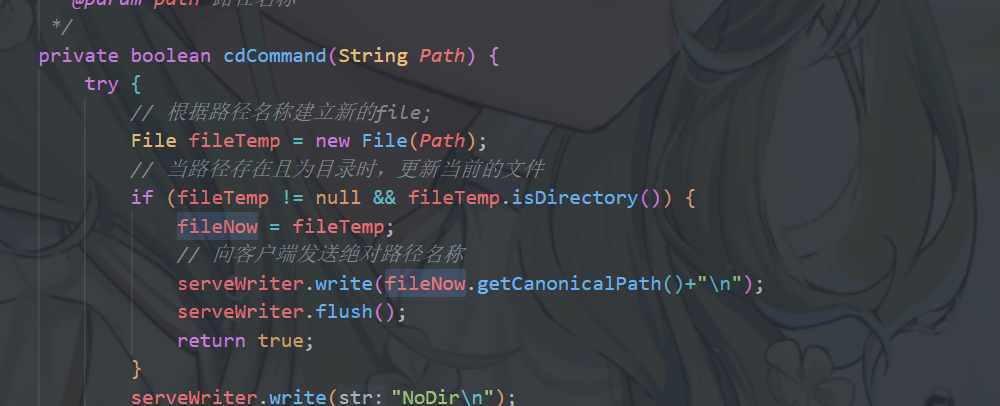 @param path 路径名称
*/
private boolean cdCommand(String Path) {
try {
// 根据路径名称建立新的file;
File fileTemp = new File(Path);
// 当路径存在且为目录时，更新当前的文件
if (fileTemp != null && fileTemp.isDirectory()) {
fileNow = fileTemp;
// 向客户端发送绝对路径名称
serveWriter.write(fileNow.getCanonicalPath()+"\n");
serveWriter.flush();
return true;
}
serveWriter.write(str: "NoDir\n");